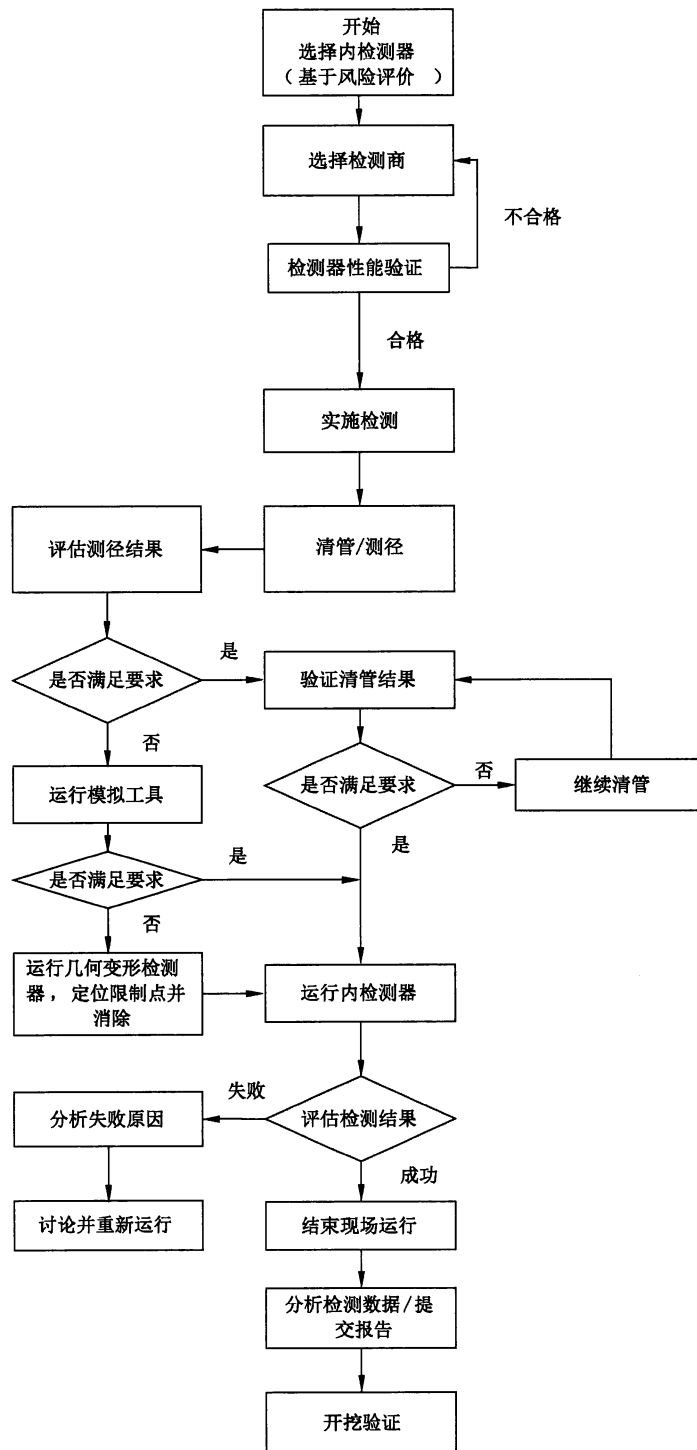 开始
选择内检测器
（基于风险评价　）
选择检测商
不合格
检测器性能验证
合格
实施检测
评估测径结果
清管/测径
是否满足要求
是
验证清管结果
否
是否满足要求
否
继续清管
运行模拟工具
是
是否满足要求
是
否
运行几何变形检测
器，定位限制点并
消除
运行内检测器
失败
分析失败原因
评估检测结果
成功
讨论并重新运行
结束现场运行
分析检测数据/提
交报告
开挖验证